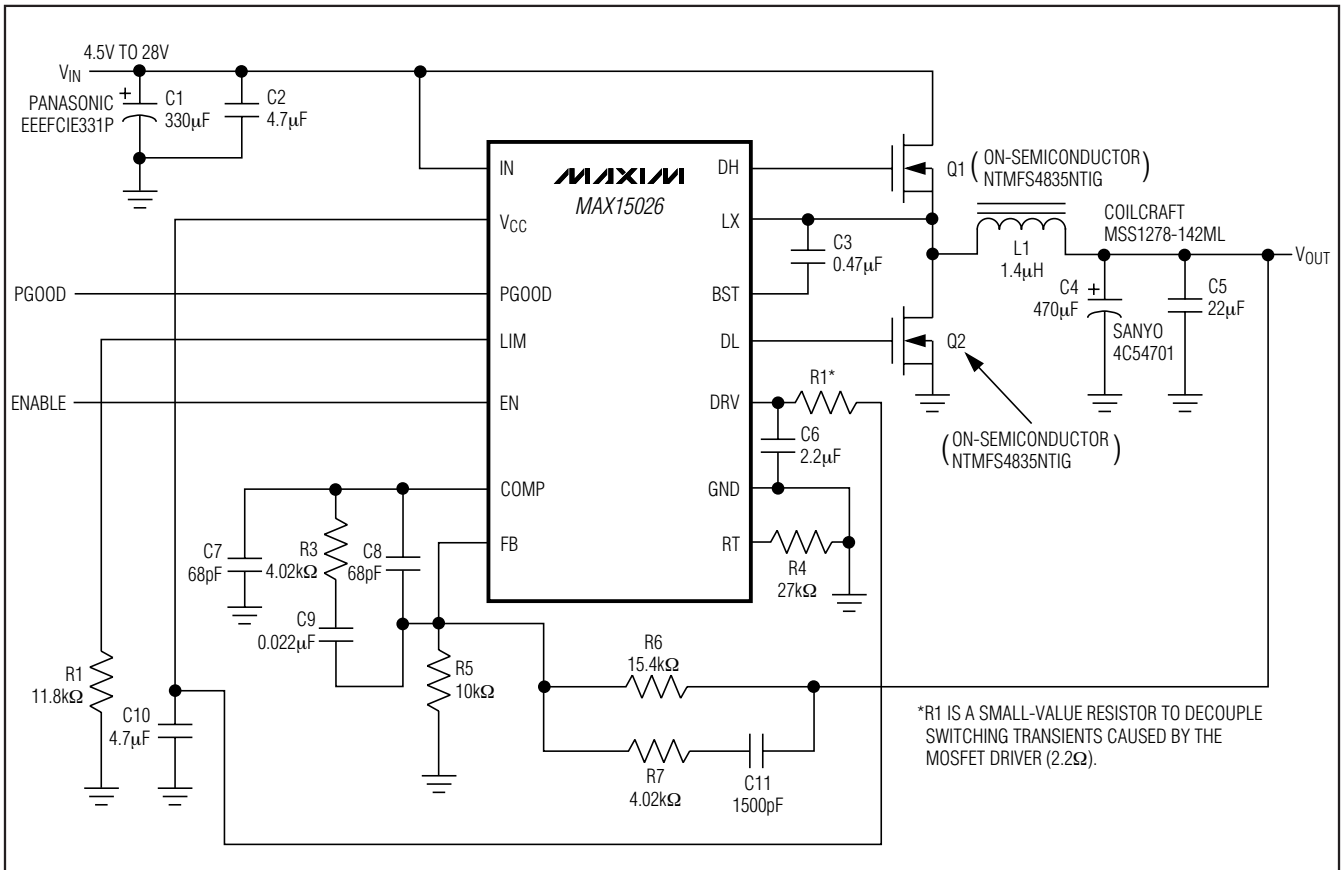 4.5V TO 28V
VIN
PANASONIC
EEEFCIE331P
+
C1
330µF
C2
4.7µF
MAXIM
MAX15026
IN
VCC
PGOOD
PGOOD
LIM
ENABLE
EN
COMP
FB
DH
LX
BST
DL
DRV
GND
RT
Q1 (ON-SEMICONDUCTOR
NTMFS4835NTIG)
C3
0.47µF
L1
1.4µH
COILCRAFT
MSS1278-142ML
VOUT
C4
470µF
+
SANYO
4C54701
C5
22µF
Q2
(ON-SEMICONDUCTOR
NTMFS4835NTIG)
R1*
C6
2.2µF
R4
27kΩ
C7
68pF
R3
4.02kΩ
C8
68pF
C9
0.022µF
R5
10kΩ
R6
15.4kΩ
R7
4.02kΩ
C11
1500pF
R1
11.8kΩ
C10
4.7µF
*R1 IS A SMALL-VALUE RESISTOR TO DECOUPLE
SWITCHING TRANSIENTS CAUSED BY THE
MOSFET DRIVER (2.2Ω).